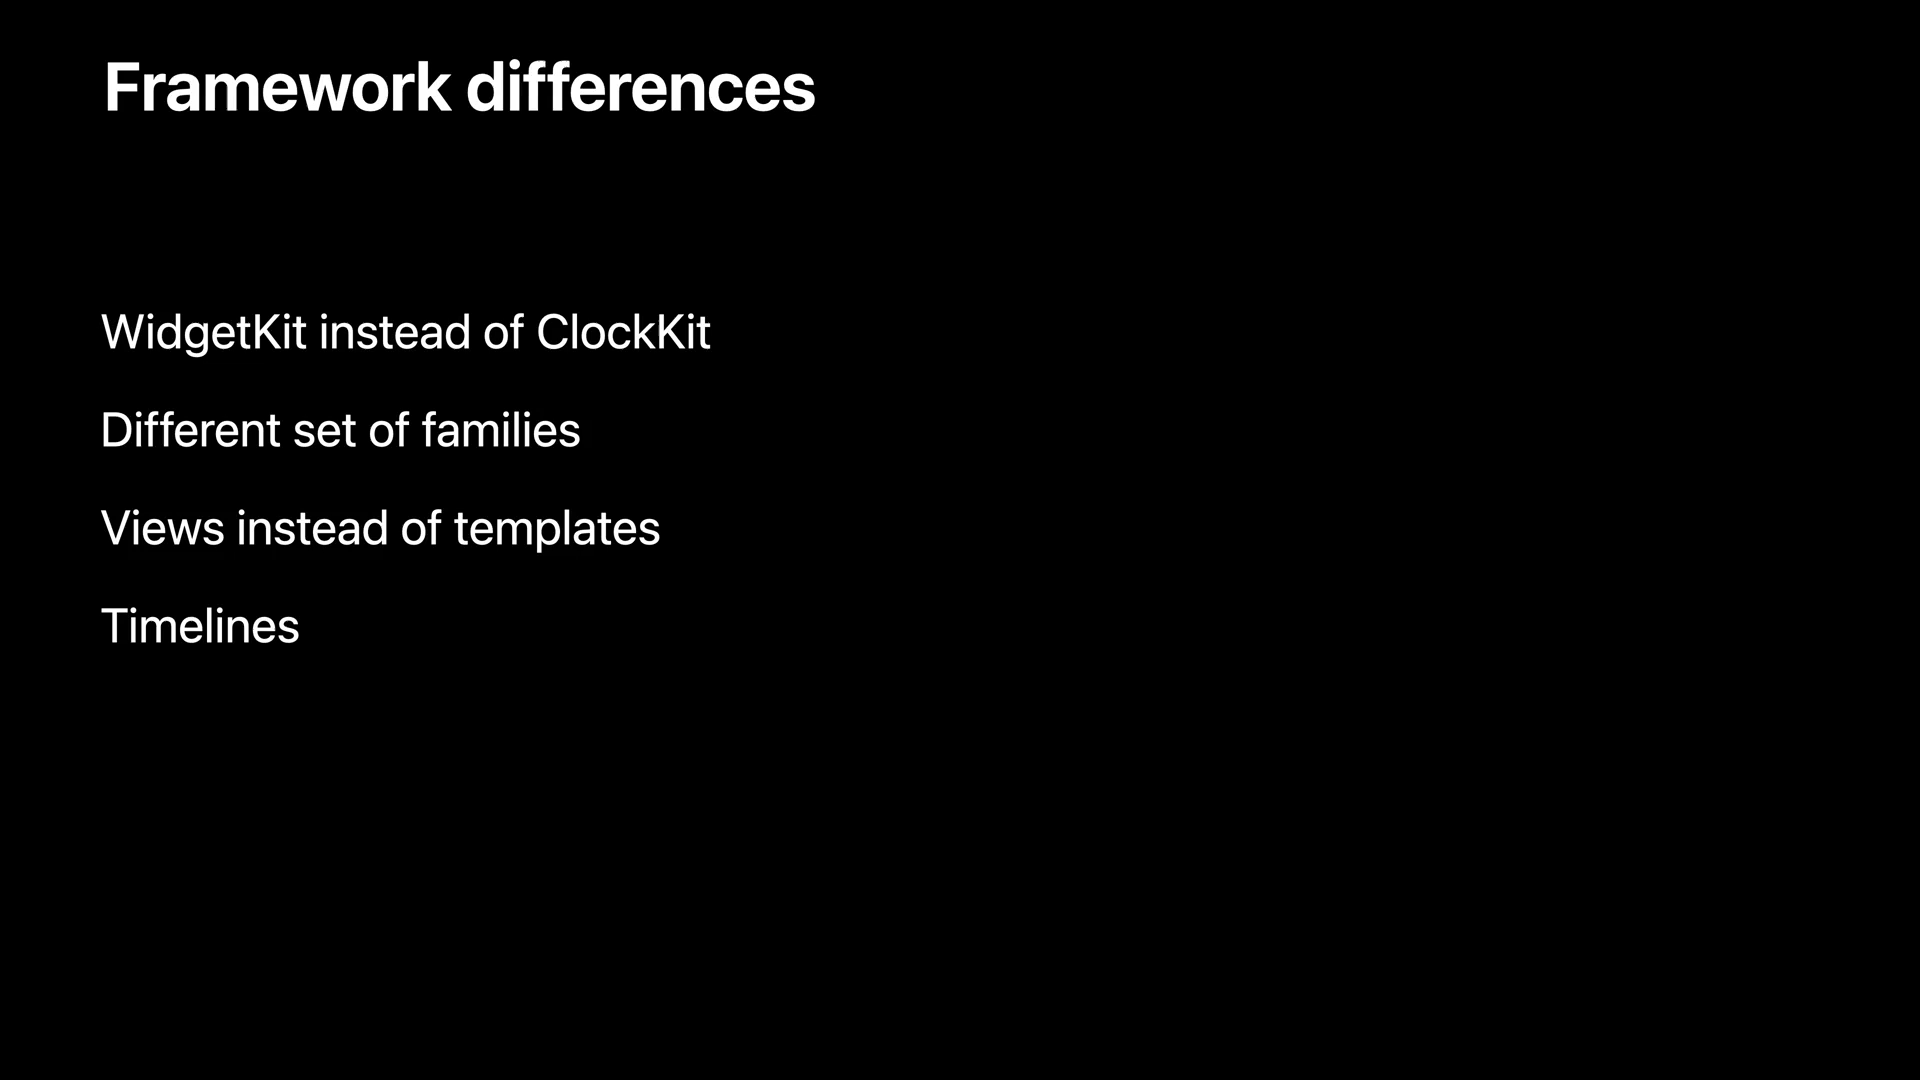 Framework differences
WidgetKit instead of ClockKit
Different set of families
Views instead of templates
Timelines